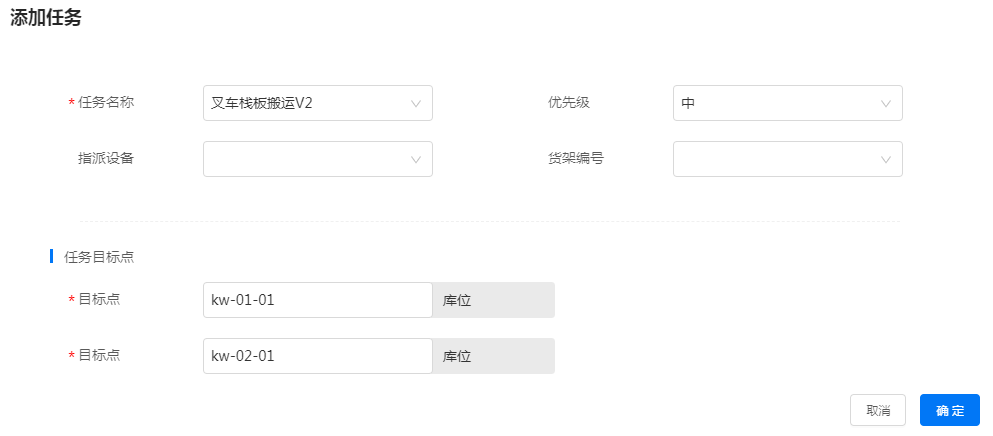 添加任务
* 任务名称 叉车栈板搬运V2 优先级 中
指派设备 货架编号
任务目标点
* 目标点 kw-01-01 库位
* 目标点 kw-02-01 库位
取消 确定